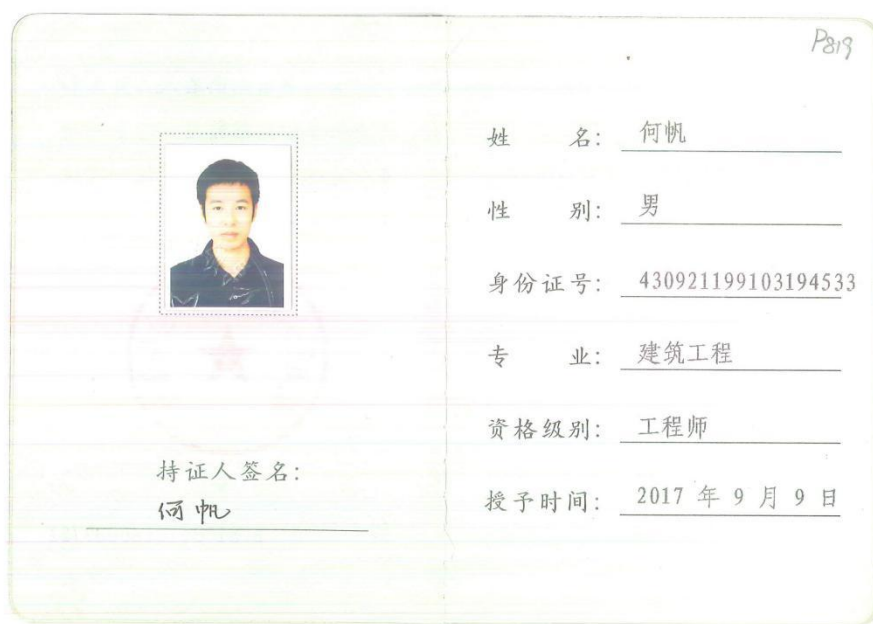 P819
姓名: 何帆
性别: 男
身份证号: 430921199103194533
专业: 建筑工程
资格级别: 工程师
授予时间: 2017 年 9 月 9 日
持证人签名:
何帆